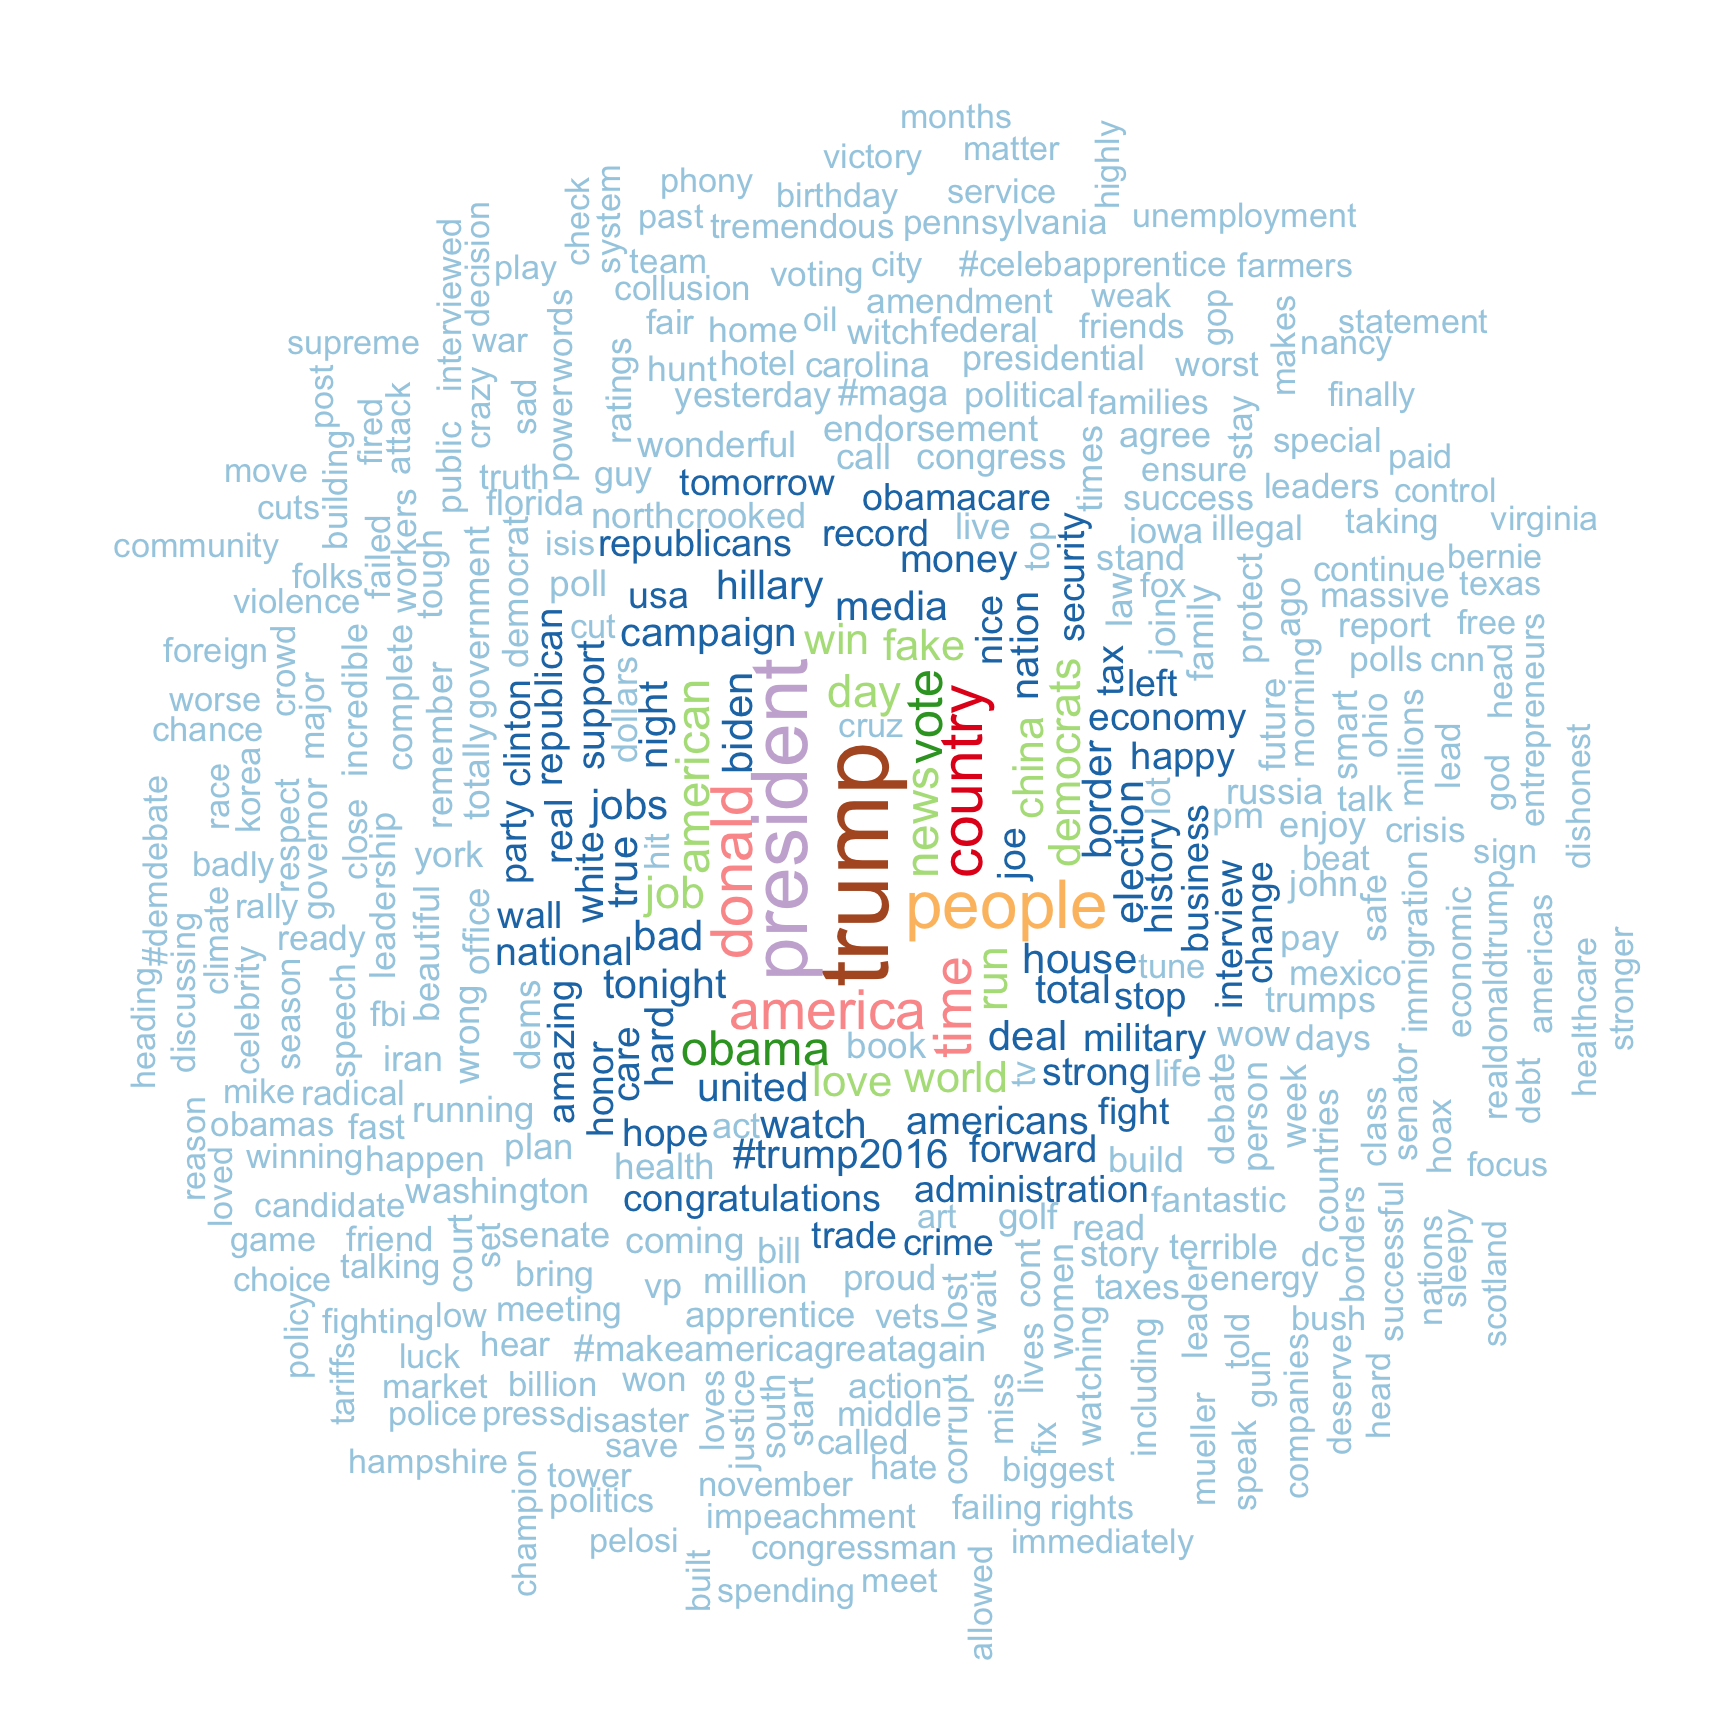 months
victory
matter
highly
phony
birthday
service
check
system
past
tremendous
pennsylvania
unemployment
interviewed
decision
play
team
voting
city
#celebapprentice
farmers
collusion
amendment
weak
gop
makes
statement
supreme
war
powerwords
fair
home
oil
witch
federal
friends
nancy
post
crazy
sad
ratings
hunt
hotel
carolina
presidential
worst
fired
attack
yesterday
#maga
political
families
finally
building
public
wonderful
endorsement
agree
stay
special
move
truth
guy
call
congress
times
ensure
leaders
paid
cuts
florida
tomorrow
obamacare
success
control
community
failed
workers
tough
north
crooked
record
live
top
security
iowa
illegal
taking
virginia
isis
republicans
money
stand
bernie
folks
government
democrat
poll
usa
hillary
media
nice
nation
law
fox
protect
continue
texas
violence
ago
massive
foreign
crowd
incredible
complete
remember
republican
cut
campaign
win
fake
join
family
report
free
worse
major
totally
clinton
support
dollars
night
american
biden
president
day
vote
country
democrats
tax
left
morning
polls
cnn
head
entrepreneurs
chance
cruz
china
economy
future
smart
ohio
millions
korea
trump
border
happy
lead
god
dishonest
#demdebate
race
respect
governor
close
party
real
jobs
donald
news
election
lot
russia
talk
hit
true
white
joe
history
business
pm
enjoy
crisis
badly
leadership
york
job
people
beat
sign
climate
rally
beautiful
office
wall
interview
change
john
safe
immigration
economic
realdonaldtrump
americas
discussing
ready
national
bad
house
tune
pay
heading
celebrity
season
speech
fbi
wrong
dems
amazing
tonight
america
time
run
total
stop
mexico
trumps
healthcare
stronger
iran
honor
care
hard
obama
book
deal
military
wow
days
mike
radical
united
love
world
tv
strong
life
debt
reason
obamas
fast
running
hope
act
watch
americans
fight
debate
person
week
countries
class
senator
hoax
loved
winning
happen
plan
health
#trump2016
forward
build
focus
candidate
washington
congratulations
administration
fantastic
borders
successful
nations
sleepy
game
friend
court
set
senate
coming
bill
trade
art
crime
golf
read
story
terrible
dc
scotland
choice
talking
bring
vp
million
proud
lost
wait
cont
women
taxes
leader
energy
policy
fighting
low
meeting
apprentice
vets
bush
tariffs
luck
hear
#makeamericagreatagain
lives
watching
including
told
gun
companies
deserve
heard
market
billion
won
loves
justice
south
start
action
corrupt
miss
police
press
disaster
middle
fix
mueller
speak
save
called
hampshire
champion
tower
november
hate
biggest
politics
impeachment
failing
rights
pelosi
congressman
immediately
built
spending
meet
allowed